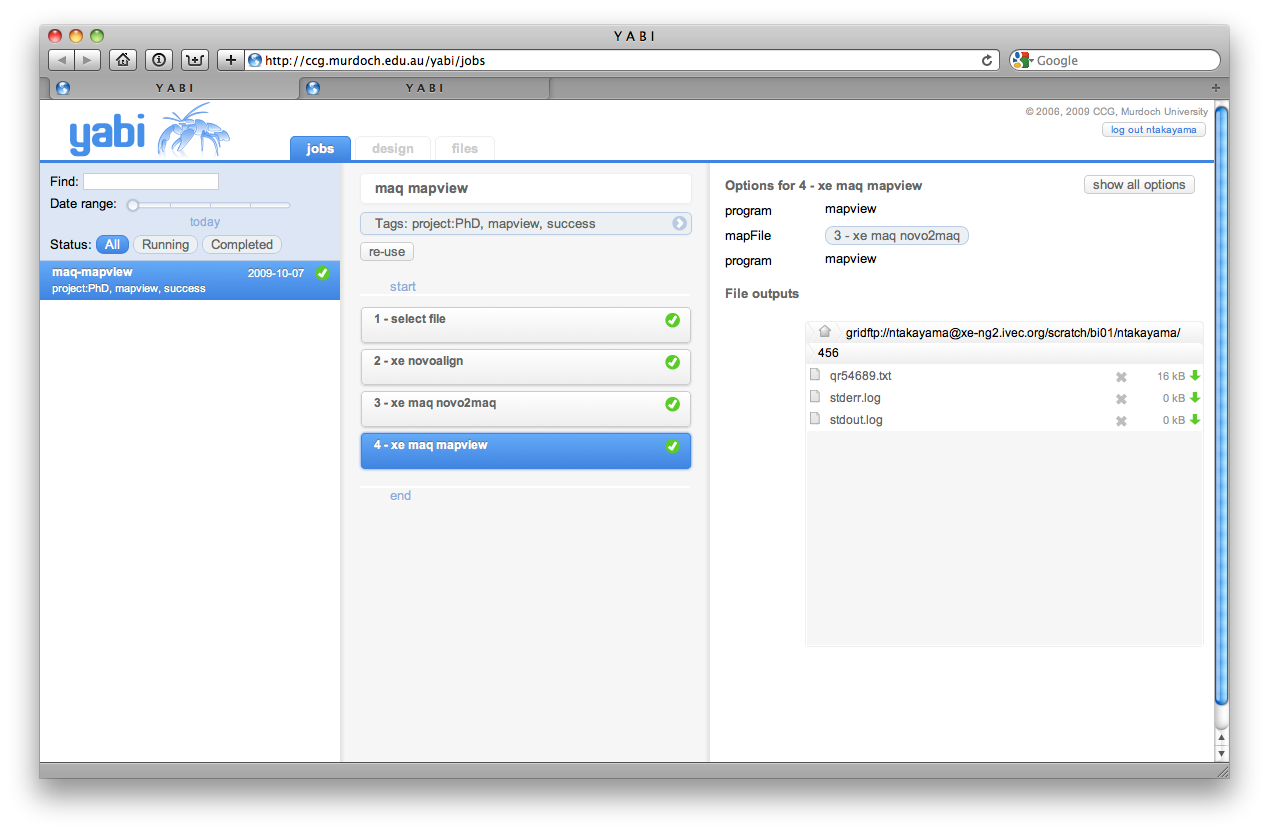 YABI
http://ccg.murdoch.edu.au/yabi/jobs
Google
YABI
YABI
yabi
jobs
design
files
© 2006, 2009 CCG, Murdoch University
log out ntakayama
Find:
Date range:
today
Status: All Running Completed
maq-mapview 2009-10-07
project:PhD, mapview, success
maq mapview
Tags: project:PhD, mapview, success
re-use
start
1 - select file
2 - xe novoalign
3 - xe maq novo2maq
4 - xe maq mapview
end
Options for 4 - xe maq mapview
show all options
program mapview
mapFile 3 - xe maq novo2maq
program mapview
File outputs
gridftp://ntakayama@xe-ng2.ivec.org/scratch/bi01/ntakayama/
456
qr54689.txt 16 kB
stderr.log 0 kB
stdout.log 0 kB